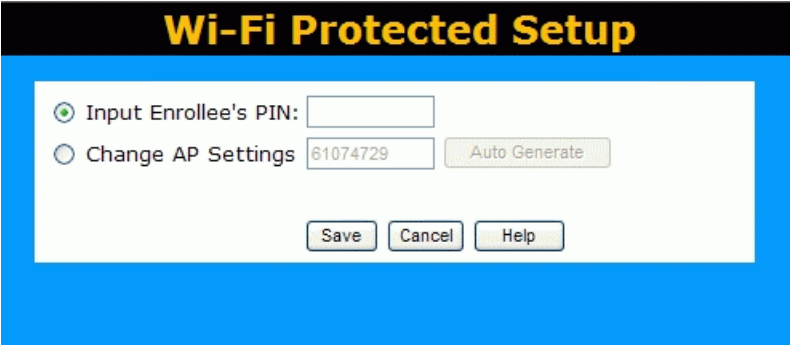 Wi-Fi Protected Setup
Input Enrollee's PIN:
Change AP Settings 61074729 Auto Generate
Save Cancel Help